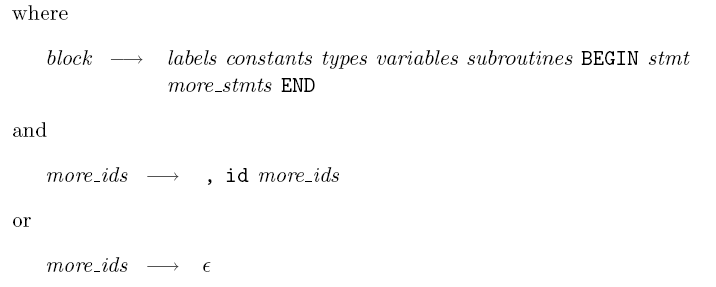 where
block ⟶ labels constants types variables subroutines BEGIN stmt
more_stmts END
and
more_ids ⟶ , id more_ids
or
more_ids ⟶ ϵ